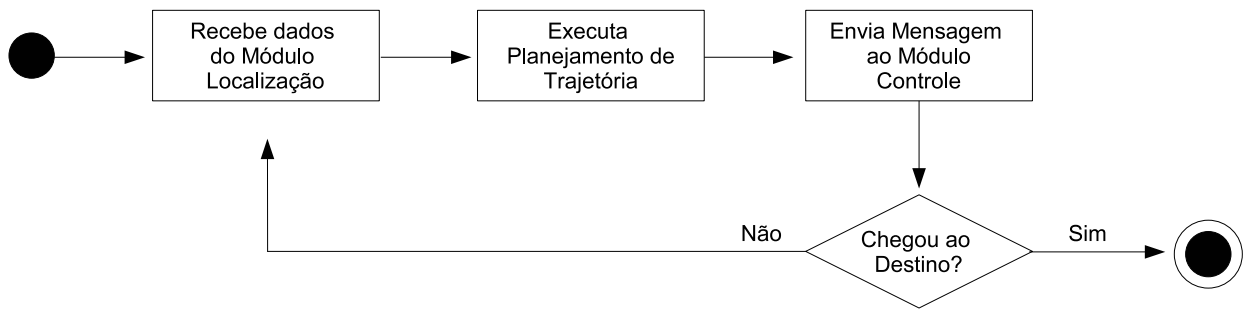 Recebe dados
do Módulo
Localização
Executa
Planejamento de
Trajetória
Envia Mensagem
ao Módulo
Controle
Não
Chegou ao
Destino?
Sim